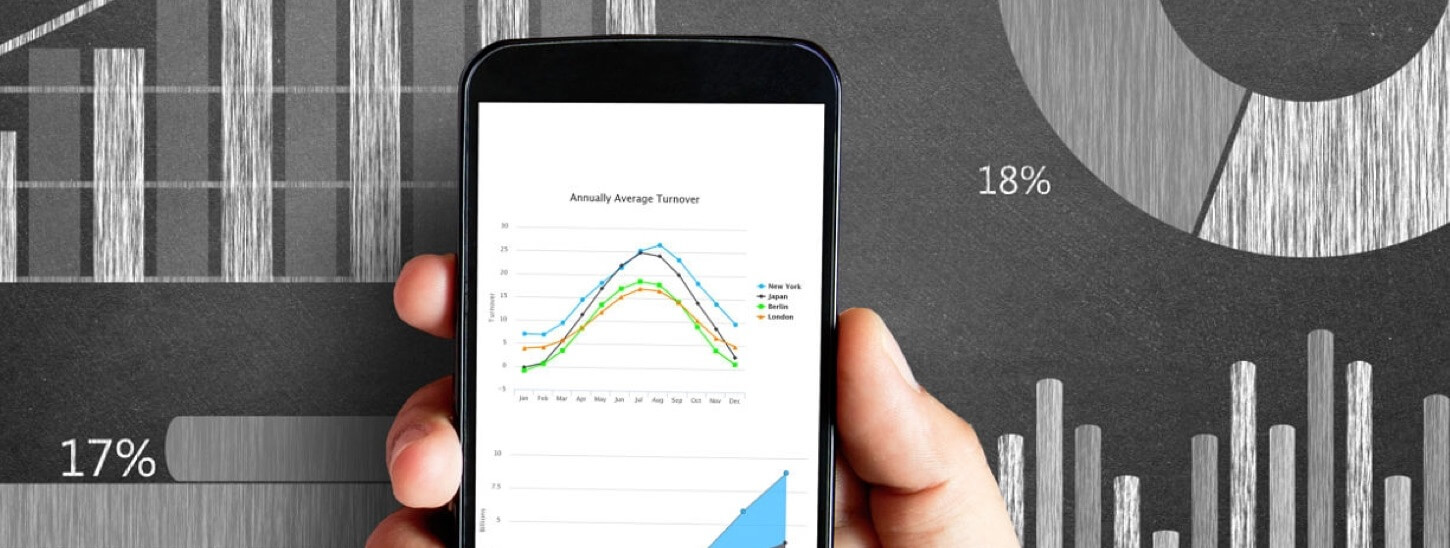 18%
17%
Annually Average Turnover
30
25
20
15
10
5
0
-5
Turnover
Jan Feb Mar Apr May Jun Jul Aug Sep Oct Nov Dec
New York
Japan
Berlin
London
10
7.5
5
Billions